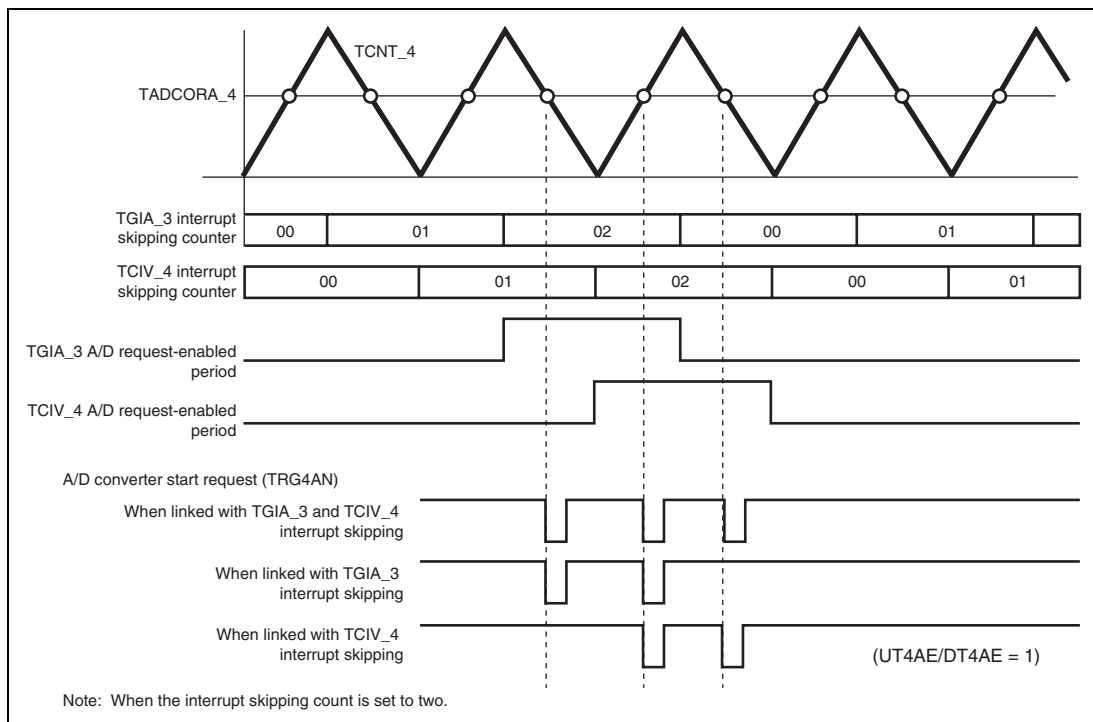 TCNT_4
TADCORA_4
TGIA_3 interrupt
skipping counter
00 01 02 00 01
TCIV_4 interrupt
skipping counter
00 01 02 00 01
TGIA_3 A/D request-enabled
period
TCIV_4 A/D request-enabled
period
A/D converter start request (TRG4AN)
When linked with TGIA_3 and TCIV_4
interrupt skipping
When linked with TGIA_3
interrupt skipping
When linked with TCIV_4
interrupt skipping
(UT4AE/DT4AE = 1)
Note: When the interrupt skipping count is set to two.